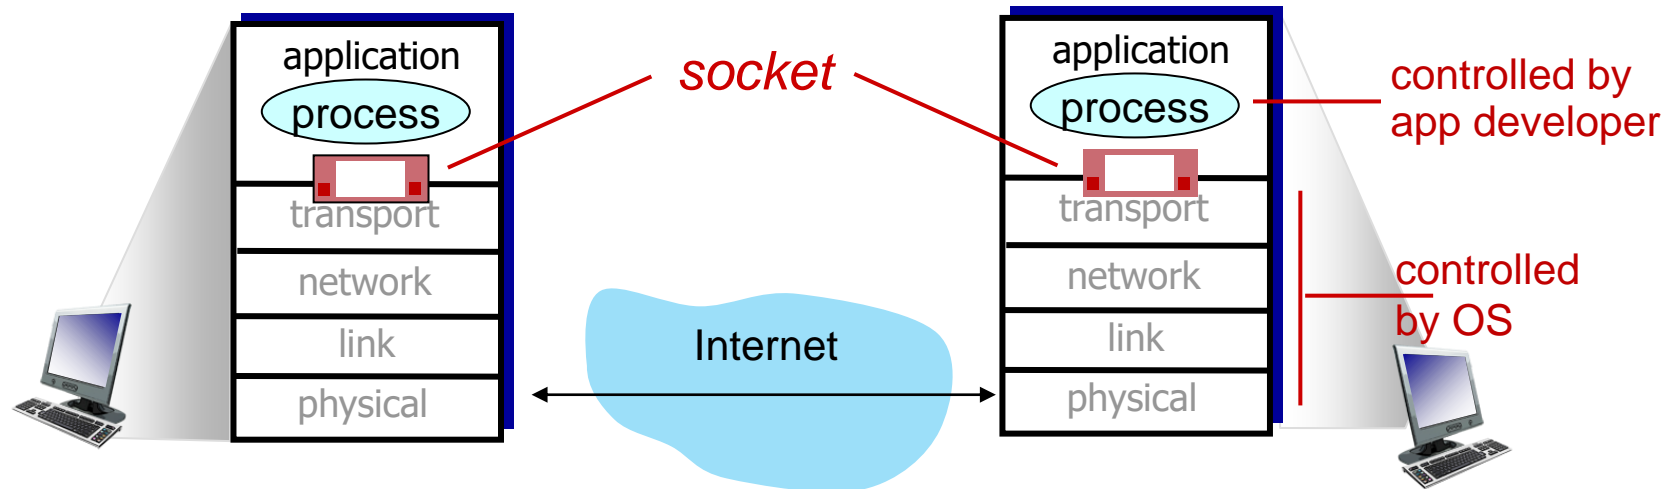 application
process
transport
network
link
physical
socket
Internet
application
process
transport
network
link
physical
controlled by
app developer
controlled
by OS